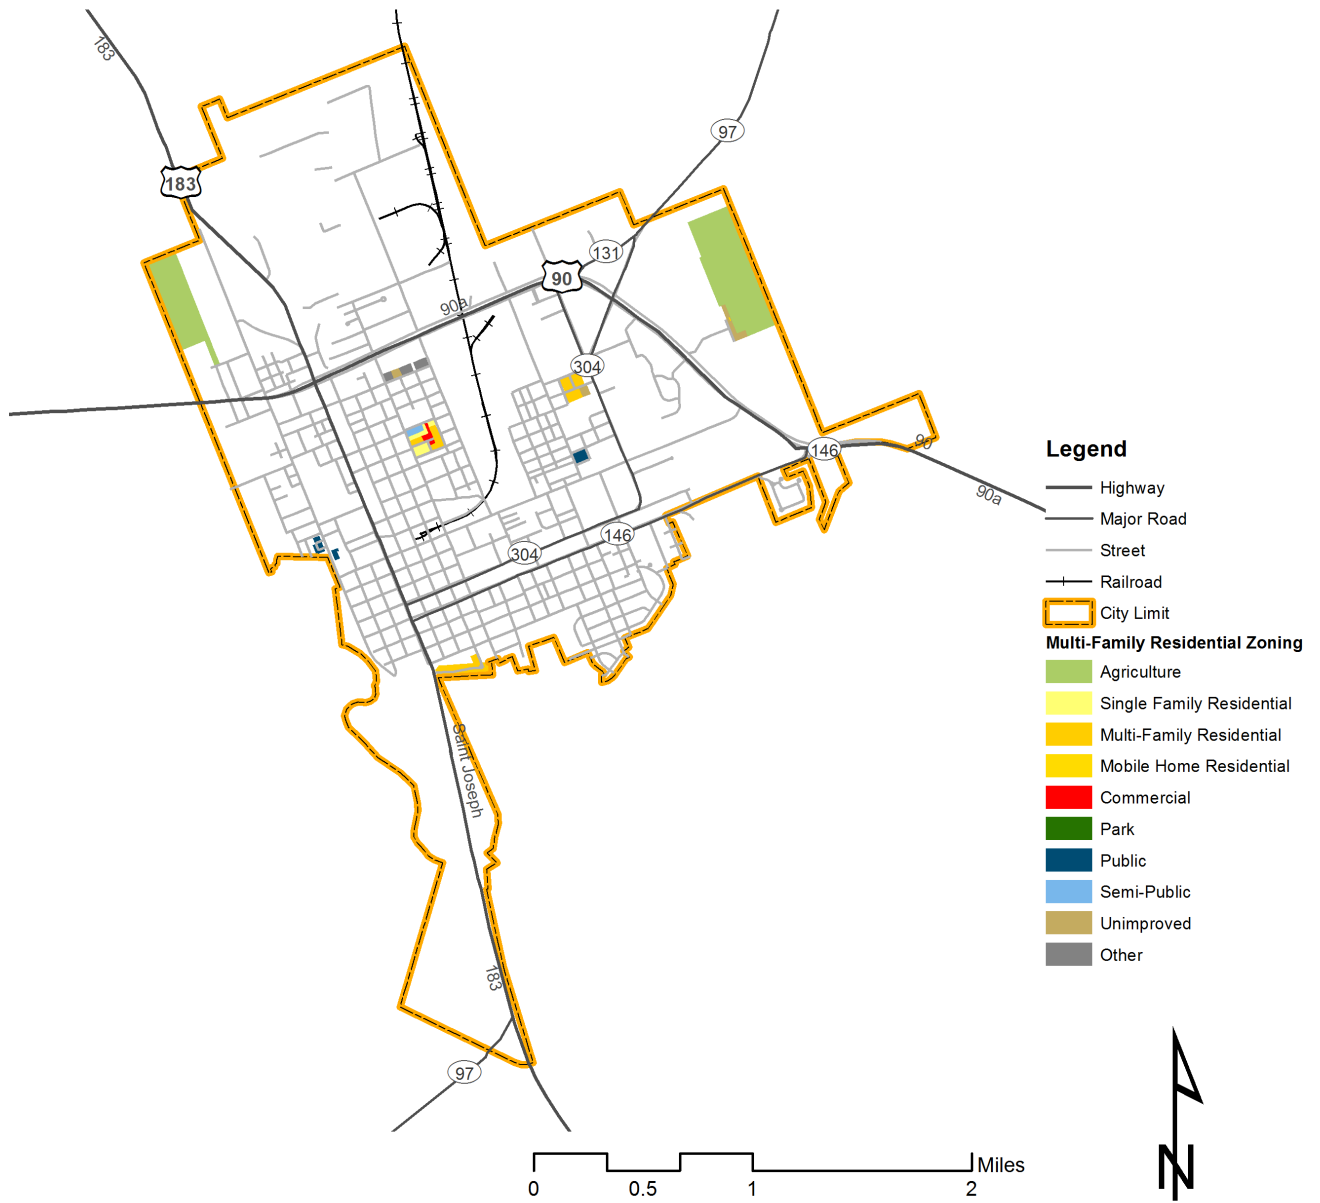 183
183
97
131
90
90a
304
146
90
90a
146
304
Saint Joseph
183
97
Legend
Highway
Major Road
Street
Railroad
City Limit
Multi-Family Residential Zoning
Agriculture
Single Family Residential
Multi-Family Residential
Mobile Home Residential
Commercial
Park
Public
Semi-Public
Unimproved
Other
N
Miles
0 0.5 1 2